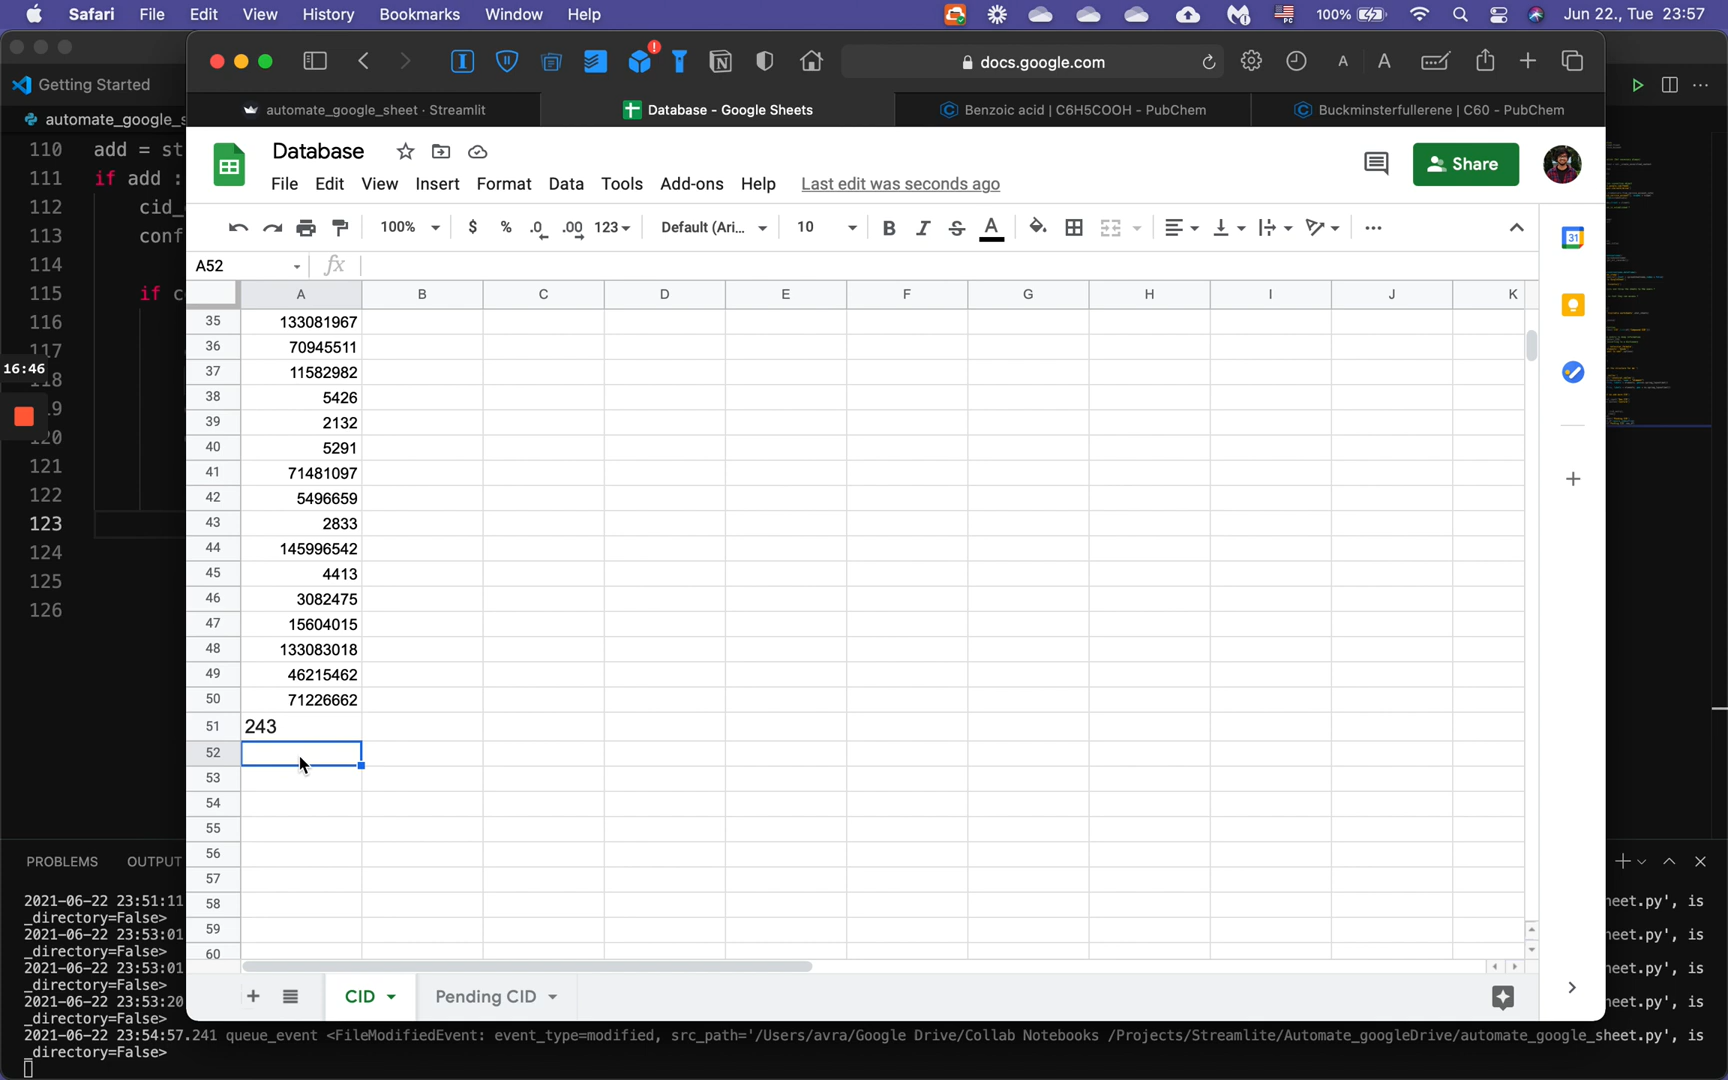 Safari File Edit View History Bookmarks Window Help 100% Jun 22., Tue 23:57
Getting Started
docs.google.com
automate_google_s
automate_google_sheet · Streamlit
Database - Google Sheets
Benzoic acid | C6H5COOH - PubChem
Buckminsterfullerene | C60 - PubChem
Database
Share
File Edit View Insert Format Data Tools Add-ons Help Last edit was seconds ago
100% $ % .0 .00 123 Default (Ari... 10 B I S A
A52 fx
A B C D E F G H I J K
35 133081967
36 70945511
37 11582982
38 5426
39 2132
40 5291
41 71481097
42 5496659
43 2833
44 145996542
45 4413
46 3082475
47 15604015
48 133083018
49 46215462
50 71226662
51 243
52
53
54
55
56
57
58
59
60
CID Pending CID
110 add = st
111 if add :
112 cid_
113 conf
114
115 if c
116
117
118
16:46
121
122
123
124
125
126
31
PROBLEMS OUTPUT
2021-06-22 23:51:11 heet.py', is
_directory=False>
2021-06-22 23:53:01 heet.py', is
_directory=False>
2021-06-22 23:53:01 heet.py', is
_directory=False>
2021-06-22 23:53:20 heet.py', is
_directory=False>
2021-06-22 23:54:57.241 queue_event <FileModifiedEvent: event_type=modified, src_path='/Users/avra/Google Drive/Collab Notebooks /Projects/Streamlite/Automate_googleDrive/automate_google_sheet.py', is
_directory=False>